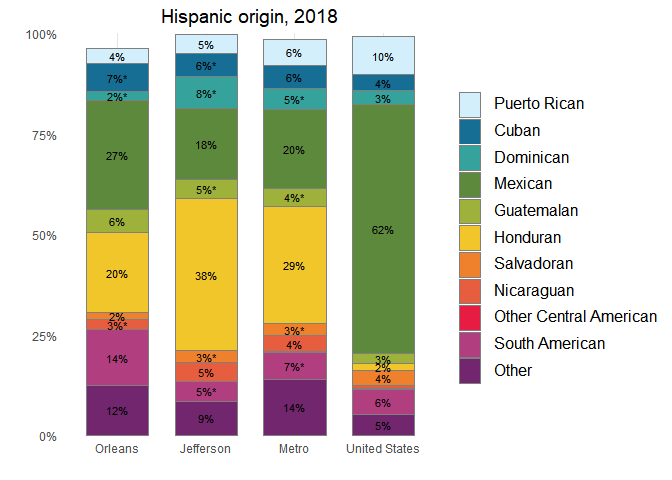 Hispanic origin, 2018
100%
75%
50%
25%
0%
4%
7%*
2%*
27%
6%
20%
2%
3%*
14%
12%
5%
6%*
8%*
18%
5%*
38%
3%*
5%
5%*
9%
6%
6%
5%*
20%
4%*
29%
3%*
4%
7%*
14%
10%
4%
3%
62%
3%
2%
4%
6%
5%
Orleans
Jefferson
Metro
United States
Puerto Rican
Cuban
Dominican
Mexican
Guatemalan
Honduran
Salvadoran
Nicaraguan
Other Central American
South American
Other